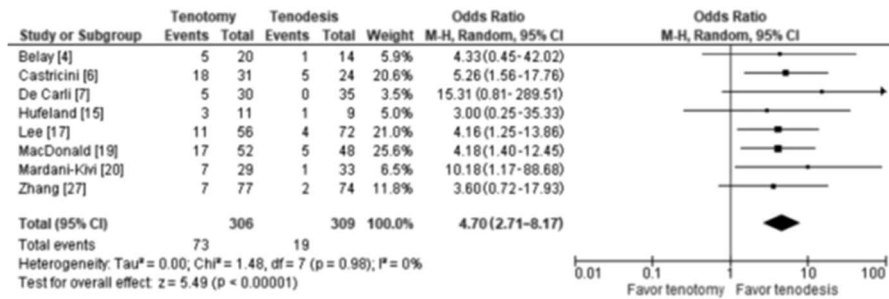 Tenotomy Tenodesis Odds Ratio Odds Ratio
Study or Subgroup Events Total Events Total Weight M-H, Random, 95% CI M-H, Random, 95% CI
Belay [4] 5 20 1 14 5.9% 4.33 (0.45-42.02)
Castricini [6] 18 31 5 24 20.6% 5.26 (1.56-17.76)
De Carli [7] 5 30 0 35 3.5% 15.31 (0.81- 289.51)
Hufeland [15] 3 11 1 9 5.0% 3.00 (0.25-35.33)
Lee [17] 11 56 4 72 21.0% 4.16 (1.25-13.86)
MacDonald [19] 17 52 5 48 25.6% 4.18 (1.40-12.45)
Mardani-Kivi [20] 7 29 1 33 6.5% 10.18 (1.17-88.68)
Zhang [27] 7 77 2 74 11.8% 3.60 (0.72-17.93)
Total (95% CI) 306 309 100.0% 4.70 (2.71–8.17)
Total events 73 19
Heterogeneity: Tau² = 0.00; Chi² = 1.48, df = 7 (p = 0.98); I² = 0%
Test for overall effect: z = 5.49 (p < 0.00001)
0.01 0.1 1 10 100
Favor tenotomy Favor tenodesis